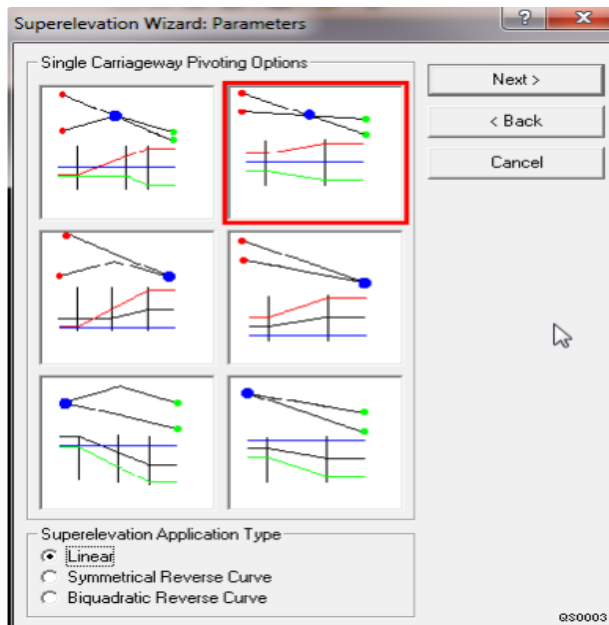 Superelevation Wizard: Parameters
Single Carriageway Pivoting Options
Next >
< Back
Cancel
Superelevation Application Type
Linear
Symmetrical Reverse Curve
Biquadratic Reverse Curve
QS0003